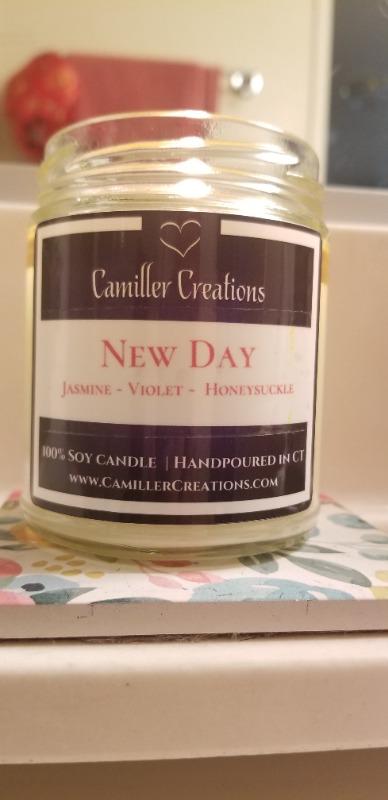 Camiller Creations
New Day
Jasmine - Violet - Honeysuckle
100% Soy candle | Handpoured in CT
www.CamillerCreations.com